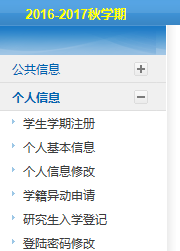 2016-2017秋学期
公共信息
个人信息
学生学期注册
个人基本信息
个人信息修改
学籍异动申请
研究生入学登记
登陆密码修改